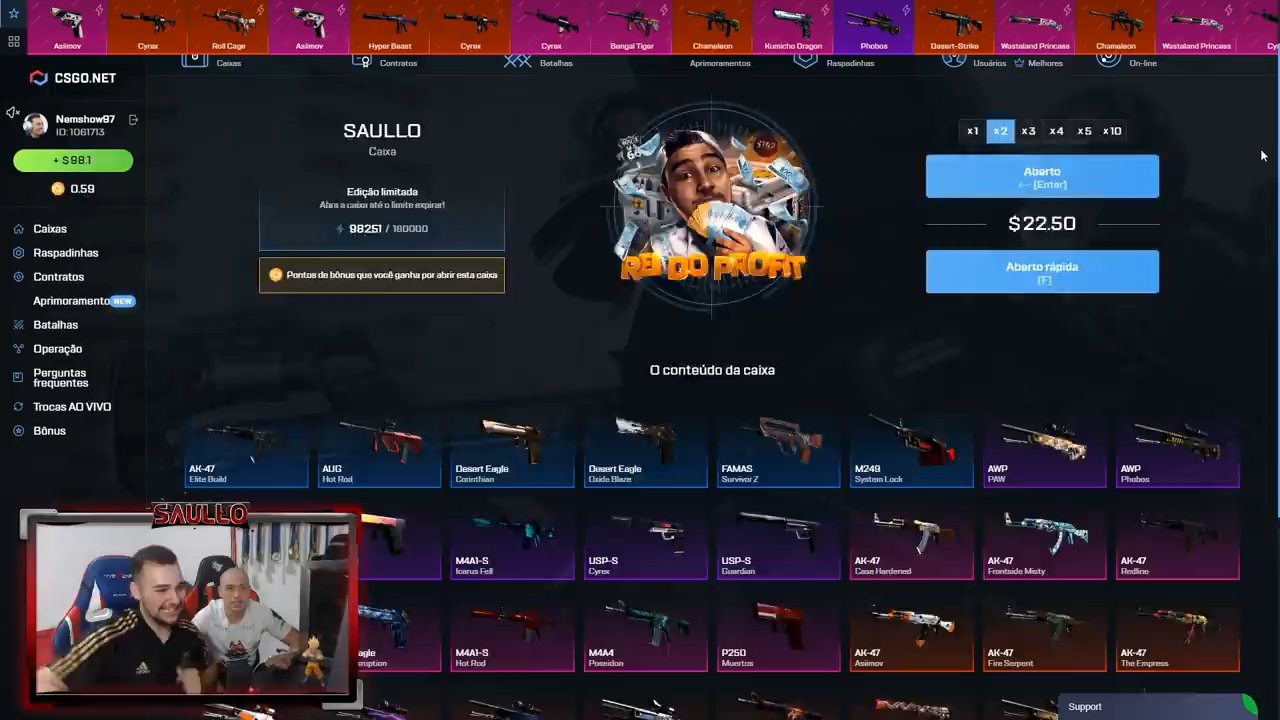 Asiimov
Cyrex
Roll Cage
Asiimov
Hyper Beast
Cyrex
Cyrex
Bengal Tiger
Chameleon
Kumicho Dragon
Phobos
Desert-Strike
Wasteland Princess
Chameleon
Wasteland Princess
Caixas
Contratos
Batalhas
Aprimoramentos
Raspadinhas
Usuários
Melhores
On-line
CSGO.NET
Nemshow97
ID: 1061713
+ $98.1
0.59
Caixas
Raspadinhas
Contratos
Aprimoramento NEW
Batalhas
Operação
Perguntas
frequentes
Trocas AO VIVO
Bônus
SAULLO
Caixa
Edição limitada
Abra a caixa até o limite expirar!
98251 / 180000
Pontos de bônus que você ganha por abrir esta caixa
REI DO PROFIT
x1 x2 x3 x4 x5 x10
Aberto
← (Enter)
$22.50
Aberto rápida
[F]
O conteúdo da caixa
AK-47
Elite Build
AUG
Hot Rod
Desert Eagle
Corinthian
Desert Eagle
Oxide Blaze
FAMAS
Survivor Z
M249
System Lock
AWP
PAW
AWP
Phobos
M4A1-S
Icarus Fell
USP-S
Cyrex
USP-S
Guardian
AK-47
Case Hardened
AK-47
Frontside Misty
AK-47
Redline
M4A1-S
Hot Rod
M4A4
Poseidon
P250
Muertos
AK-47
Asiimov
AK-47
Fire Serpent
AK-47
The Empress
SAULLO
Support